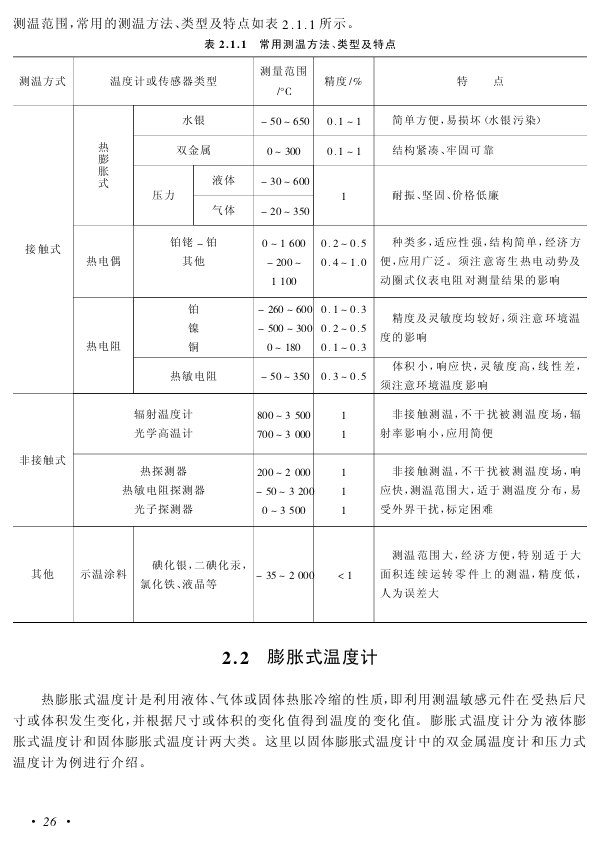 测温范围,常用的测温方法、类型及特点如表2.1.1所示。
表2.1.1 常用测温方法、类型及特点
测温方式 温度计或传感器类型 测量范围/°C 精度/% 特 点
接触式
热膨胀式
水银 -50~650 0.1~1 简单方便,易损坏(水银污染)
双金属 0~300 0.1~1 结构紧凑、牢固可靠
压力
液体 -30~600
气体 -20~350
1 耐振、坚固、价格低廉
热电偶
铂铑-铂 0~1 600 0.2~0.5
其他 -200~1 100 0.4~1.0
种类多,适应性强,结构简单,经济方
便,应用广泛。须注意寄生热电动势及
动圈式仪表电阻对测量结果的影响
热电阻
铂 -260~600 0.1~0.3
镍 -500~300 0.2~0.5
铜 0~180 0.1~0.3
精度及灵敏度均较好,须注意环境温
度的影响
热敏电阻 -50~350 0.3~0.5
体积小,响应快,灵敏度高,线性差,
须注意环境温度影响
非接触式
辐射温度计 800~3 500 1
光学高温计 700~3 000 1
非接触测温,不干扰被测温度场,辐
射率影响小,应用简便
热探测器 200~2 000 1
热敏电阻探测器 -50~3 200 1
光子探测器 0~3 500 1
非接触测温,不干扰被测温度场,响
应快,测温范围大,适于测温度分布,易
受外界干扰,标定困难
其他 示温涂料
碘化银,二碘化汞,
氯化铁、液晶等
-35~2 000 <1
测温范围大,经济方便,特别适于大
面积连续运转零件上的测温,精度低,
人为误差大
2.2 膨胀式温度计
热膨胀式温度计是利用液体、气体或固体热胀冷缩的性质,即利用测温敏感元件在受热后尺
寸或体积发生变化,并根据尺寸或体积的变化值得到温度的变化值。膨胀式温度计分为液体膨
胀式温度计和固体膨胀式温度计两大类。这里以固体膨胀式温度计中的双金属温度计和压力式
温度计为例进行介绍。
· 26 ·